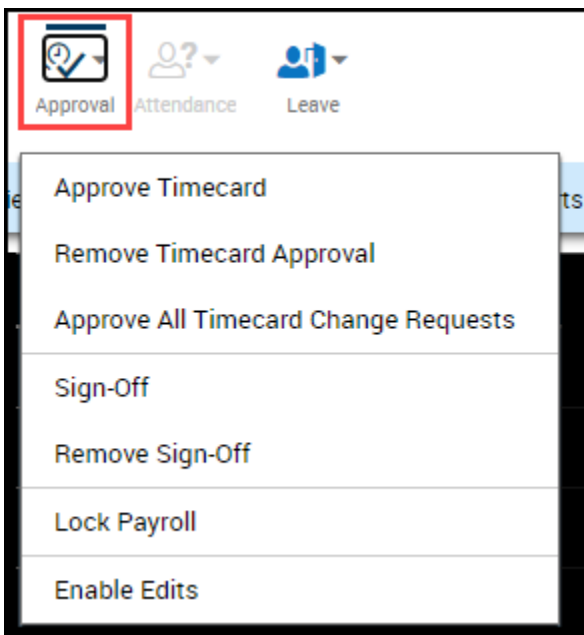 Approval
Attendance
Leave
Approve Timecard
Remove Timecard Approval
Approve All Timecard Change Requests
Sign-Off
Remove Sign-Off
Lock Payroll
Enable Edits